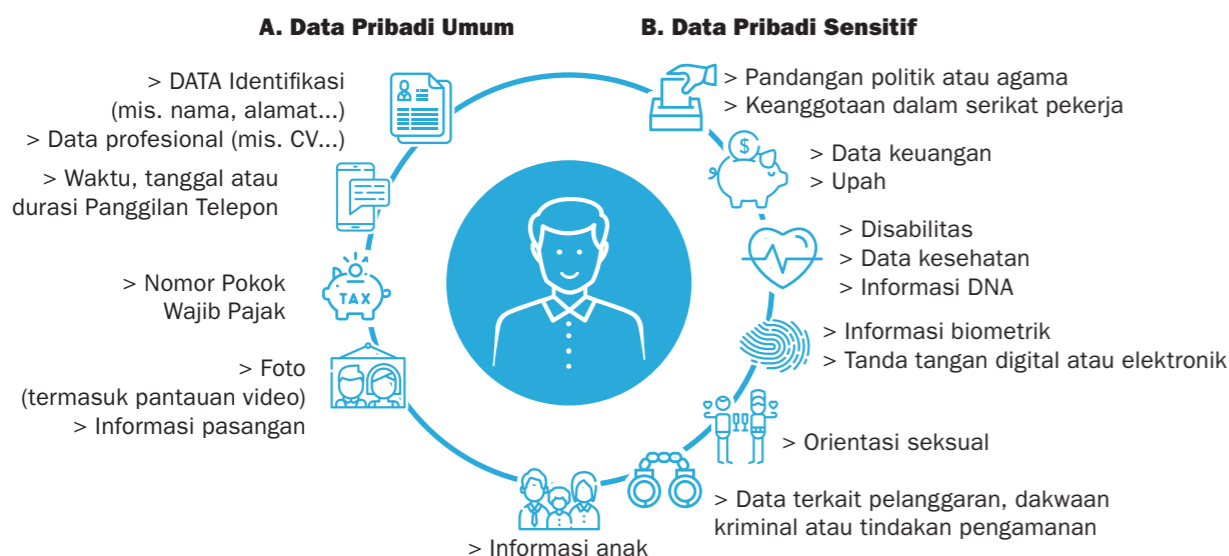 A. Data Pribadi Umum
> DATA Identifikasi
(mis. nama, alamat...)
> Data profesional (mis. CV...)
> Waktu, tanggal atau
durasi Panggilan Telepon
> Nomor Pokok
Wajib Pajak
TAX
> Foto
(termasuk pantauan video)
> Informasi pasangan
B. Data Pribadi Sensitif
> Pandangan politik atau agama
> Keanggotaan dalam serikat pekerja
$
> Data keuangan
> Upah
> Disabilitas
> Data kesehatan
> Informasi DNA
> Informasi biometrik
> Tanda tangan digital atau elektronik
> Orientasi seksual
> Data terkait pelanggaran, dakwaan
kriminal atau tindakan pengamanan
> Informasi anak